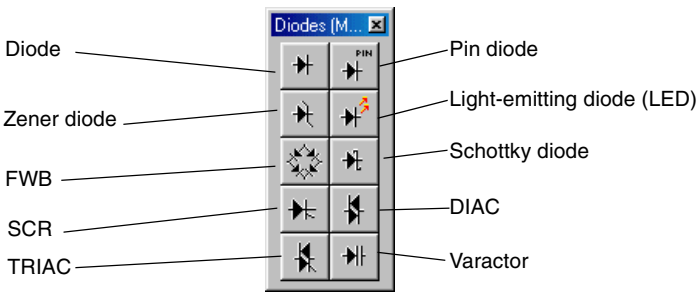 Diodes (M...
Diode
Pin diode
PIN
Zener diode
Light-emitting diode (LED)
FWB
Schottky diode
SCR
DIAC
TRIAC
Varactor